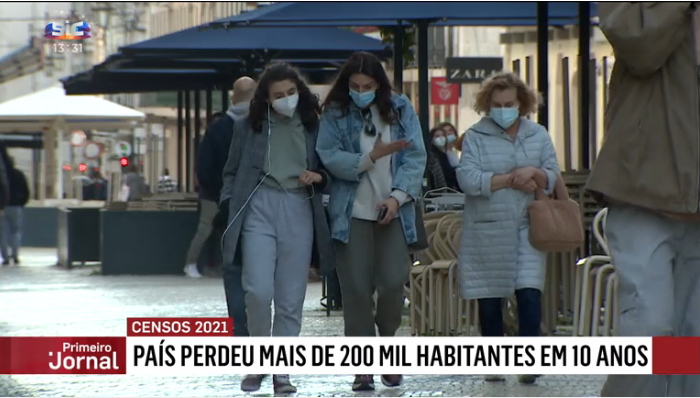 SIC
13:31
ZARA
CENSOS 2021
PAÍS PERDEU MAIS DE 200 MIL HABITANTES EM 10 ANOS
Primeiro
Jornal